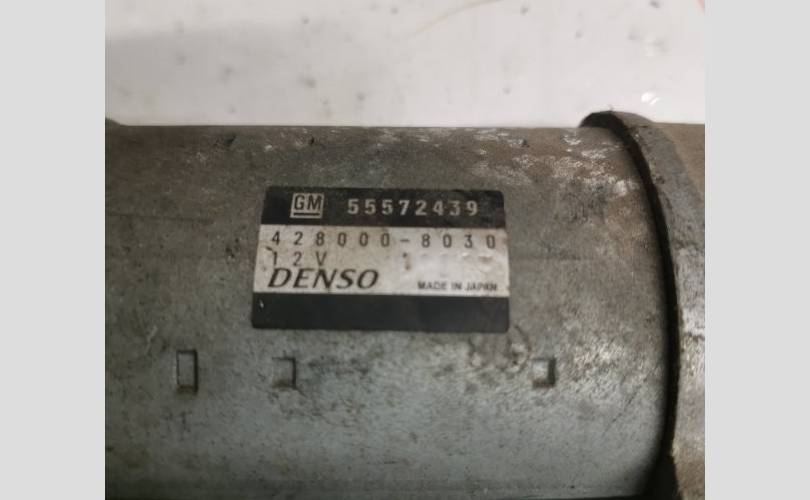 GM 55572439
428000-8030
12V
DENSO MADE IN JAPAN